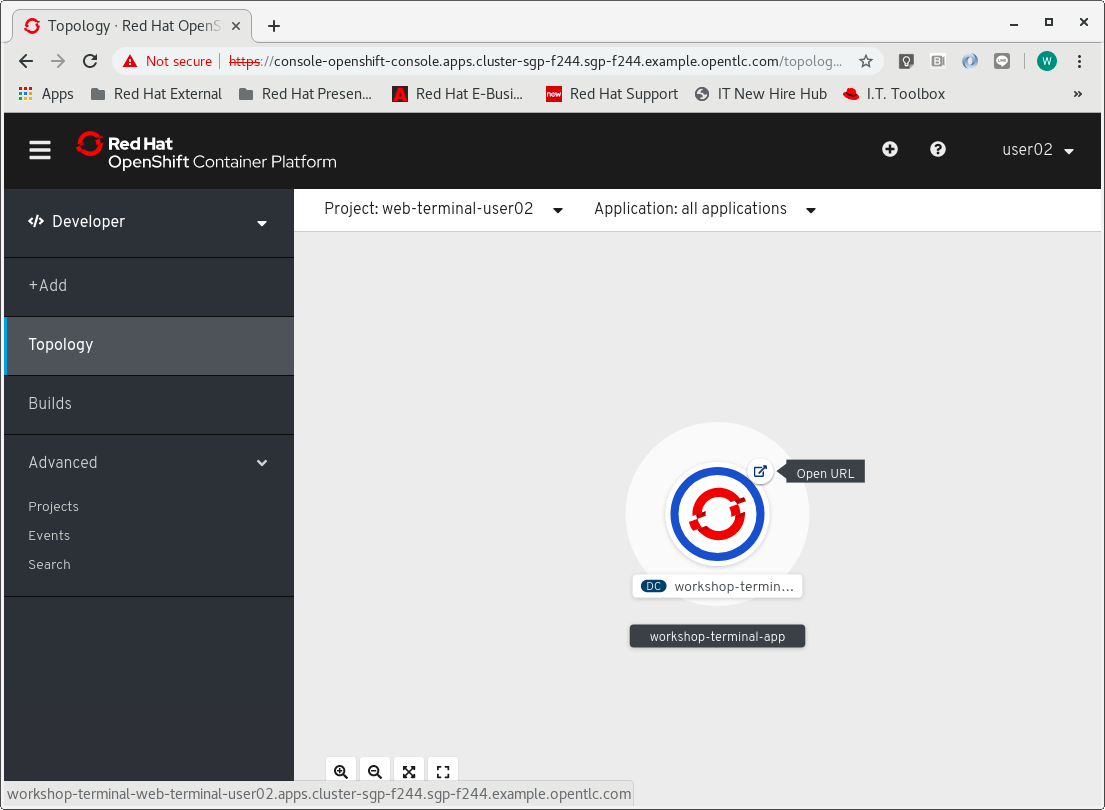 Topology · Red Hat OpenS
Not secure https://console-openshift-console.apps.cluster-sgp-f244.sgp-f244.example.opentlc.com/topolog... W
Apps Red Hat External Red Hat Presen... Red Hat E-Busi... now Red Hat Support IT New Hire Hub I.T. Toolbox »
Red Hat
OpenShift Container Platform
user02
Developer
Project: web-terminal-user02 Application: all applications
+Add
Topology
Builds
Advanced
Projects
Events
Search
Open URL
DC workshop-termin...
workshop-terminal-app
workshop-terminal-web-terminal-user02.apps.cluster-sgp-f244.sgp-f244.example.opentlc.com